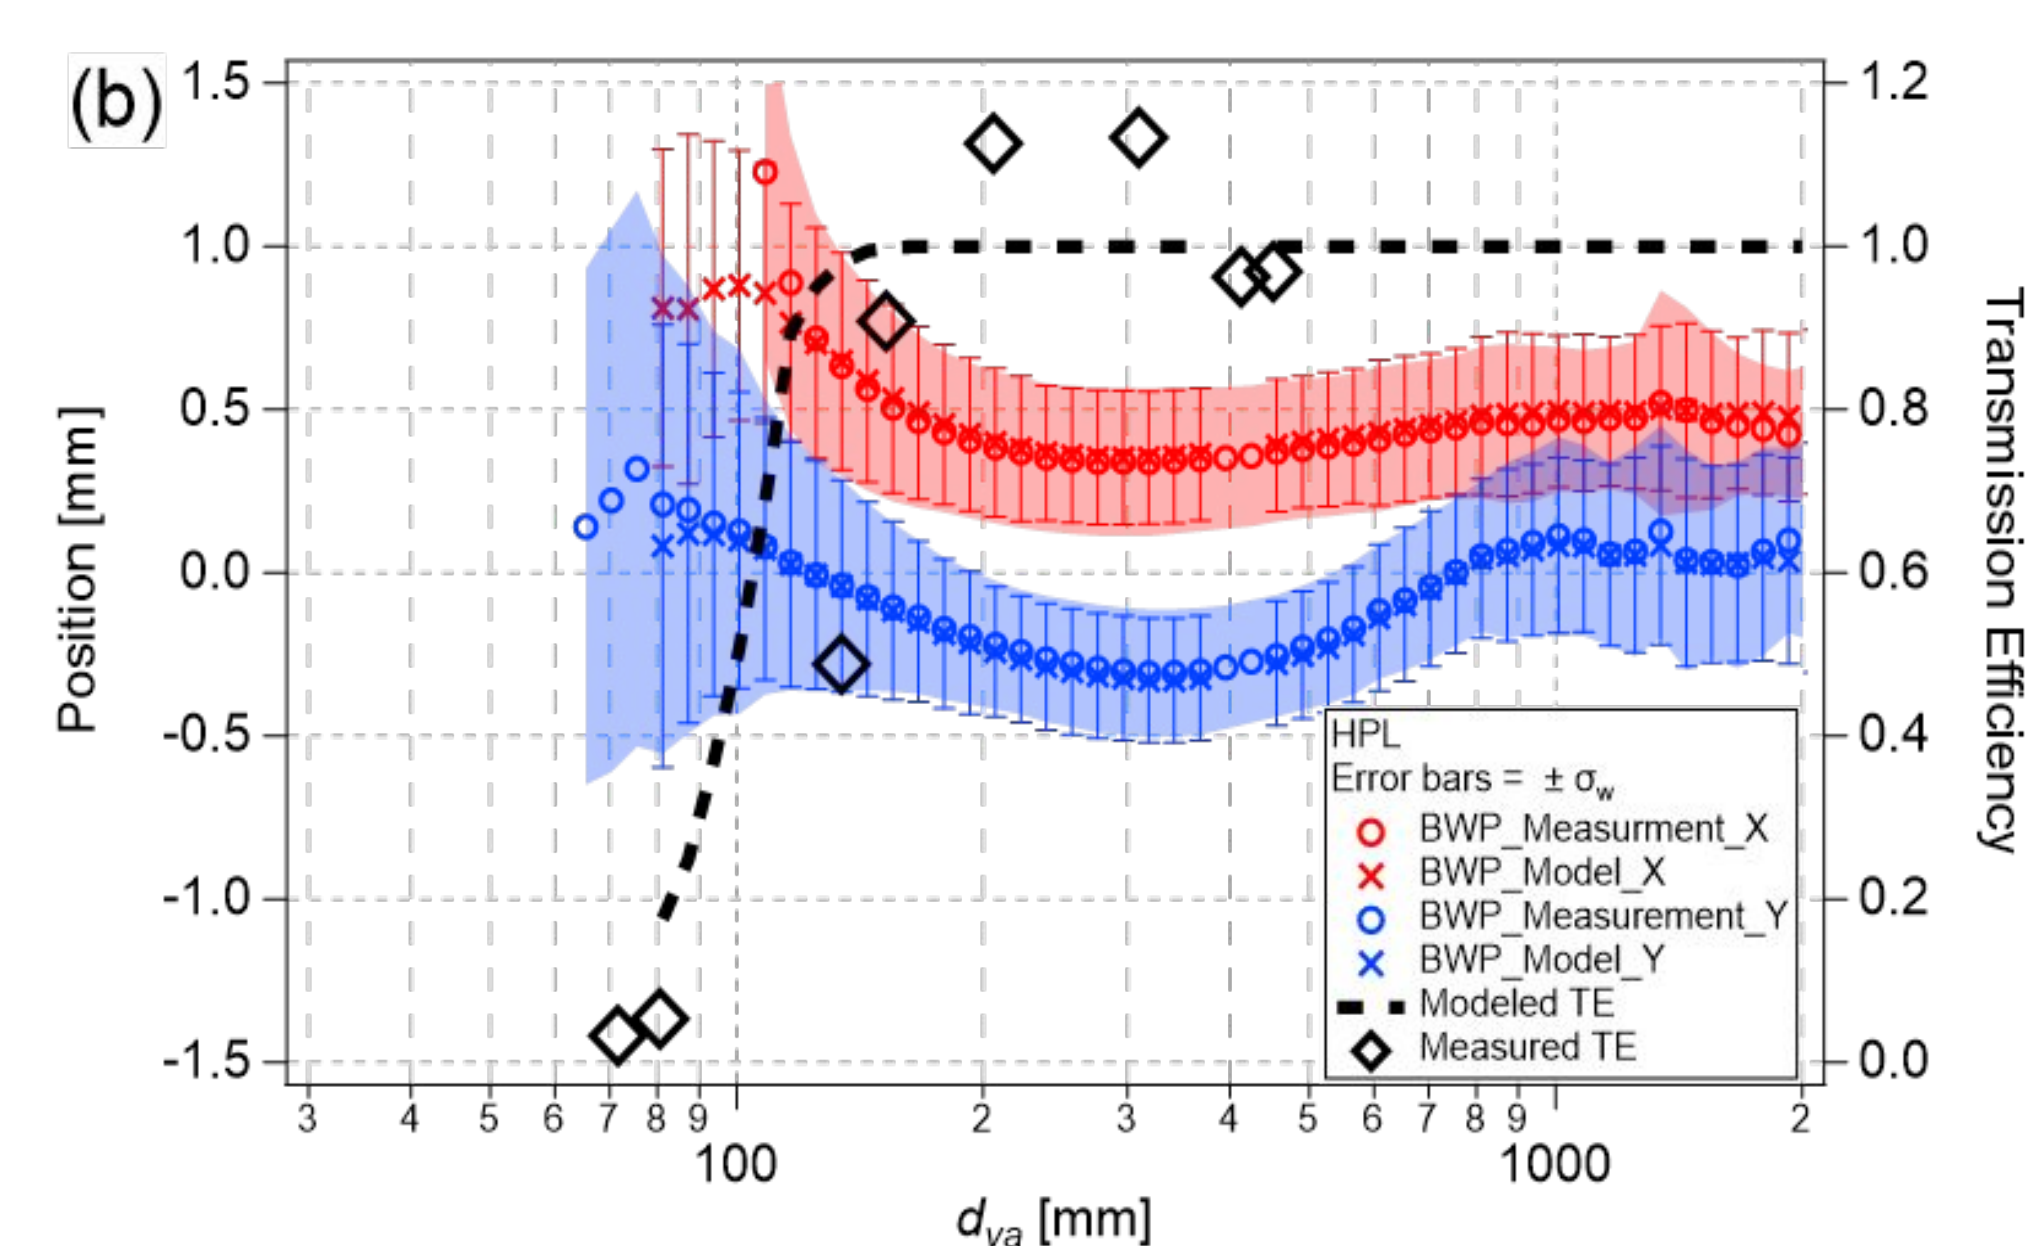 (b)
1.5
1.0
0.5
0.0
-0.5
-1.0
-1.5
Position [mm]
1.2
1.0
0.8
0.6
0.4
0.2
0.0
Transmission Efficiency
HPL
Error bars = ± σw
BWP_Measurment_X
BWP_Model_X
BWP_Measurement_Y
BWP_Model_Y
Modeled TE
Measured TE
3 4 5 6 7 8 9 2 3 4 5 6 7 8 9 2
100 1000
dva [mm]